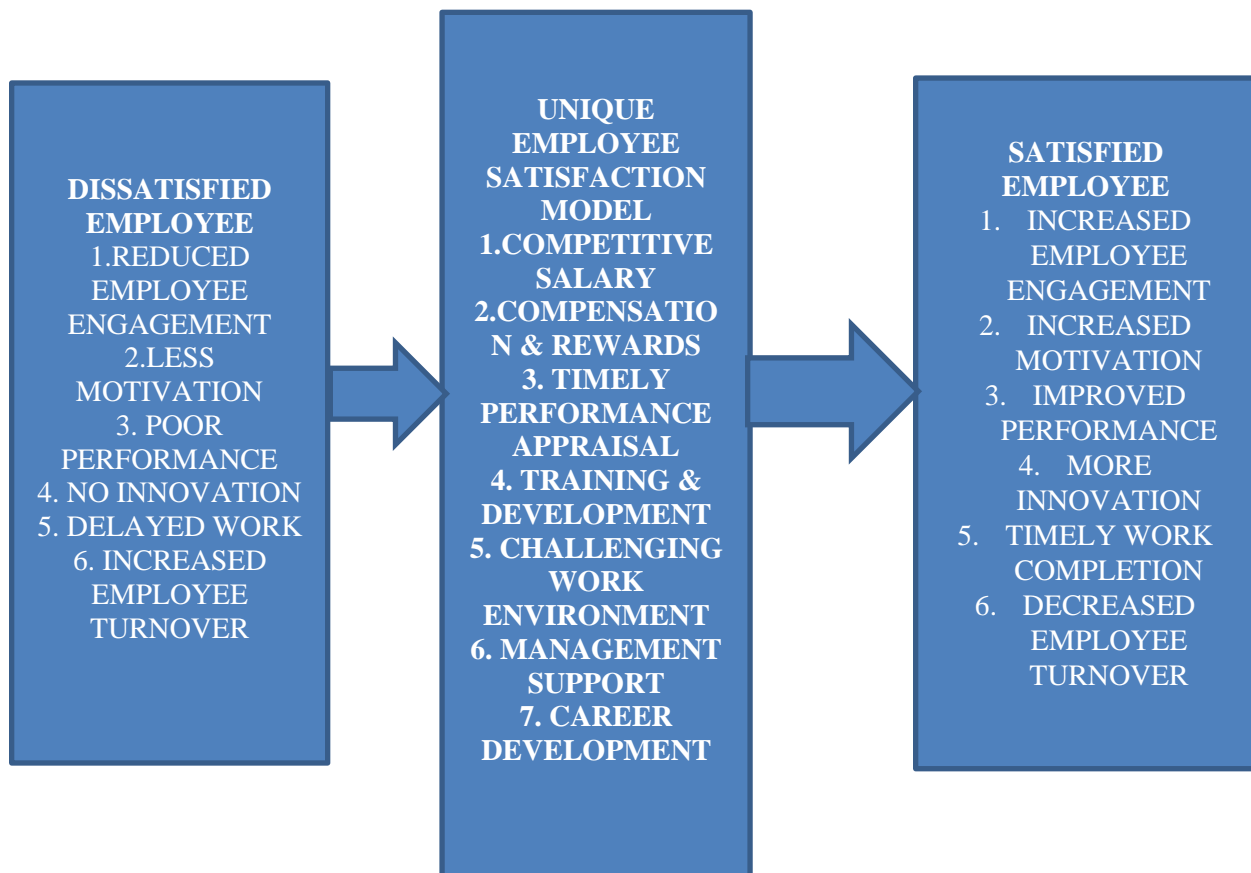 DISSATISFIED
EMPLOYEE
1.REDUCED
EMPLOYEE
ENGAGEMENT
2.LESS
MOTIVATION
3. POOR
PERFORMANCE
4. NO INNOVATION
5. DELAYED WORK
6. INCREASED
EMPLOYEE
TURNOVER
UNIQUE
EMPLOYEE
SATISFACTION
MODEL
1.COMPETITIVE
SALARY
2.COMPENSATIO
N & REWARDS
3. TIMELY
PERFORMANCE
APPRAISAL
4. TRAINING &
DEVELOPMENT
5. CHALLENGING
WORK
ENVIRONMENT
6. MANAGEMENT
SUPPORT
7. CAREER
DEVELOPMENT
SATISFIED
EMPLOYEE
1. INCREASED
EMPLOYEE
ENGAGEMENT
2. INCREASED
MOTIVATION
3. IMPROVED
PERFORMANCE
4. MORE
INNOVATION
5. TIMELY WORK
COMPLETION
6. DECREASED
EMPLOYEE
TURNOVER